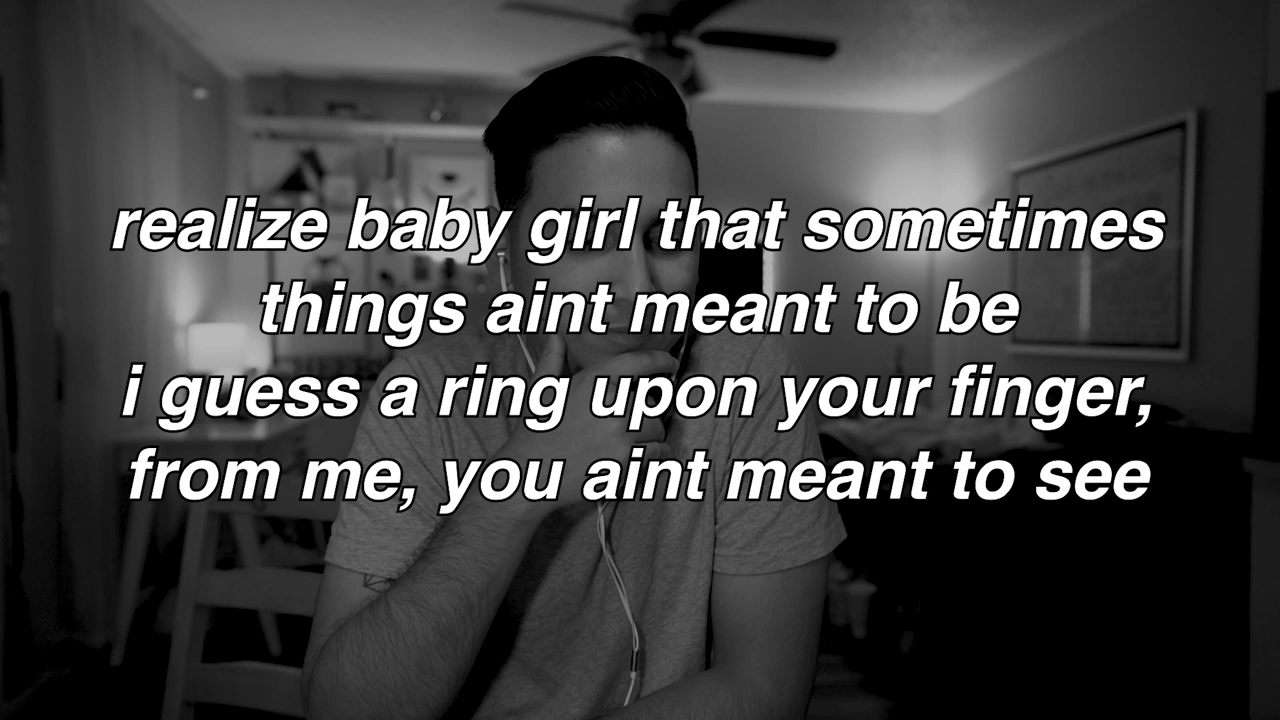 realize baby girl that sometimes
things aint meant to be
i guess a ring upon your finger,
from me, you aint meant to see